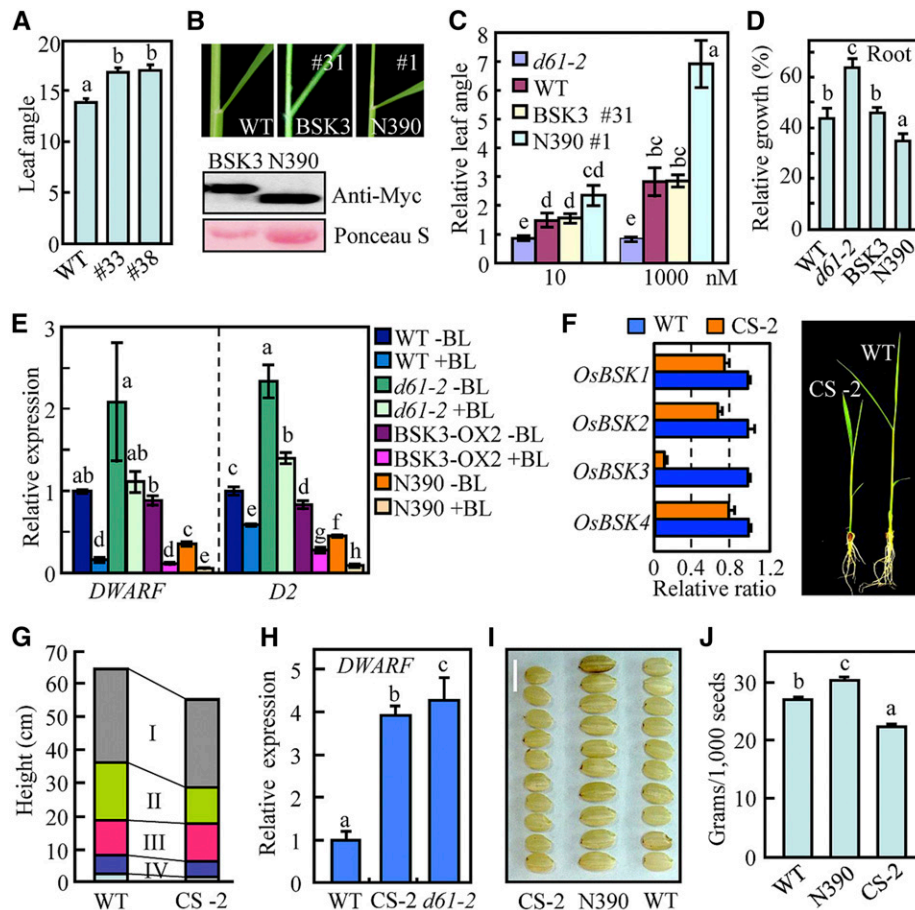 A
Leaf angle
20
15
10
5
0
a
b
b
WT
#33
#38
B
#31
#1
WT
BSK3
N390
BSK3 N390
Anti-Myc
Ponceau S
C
Relative leaf angle
8
7
6
5
4
3
2
1
0
d61-2
WT
BSK3 #31
N390 #1
e
d
d
cd
e
bc
bc
a
10
1000
nM
D
Relative growth (%)
60
40
20
0
Root
b
c
b
a
WT
d61-2
BSK3
N390
E
Relative expression
3
2
1
0
ab
d
a
ab
b
d
c
e
c
e
a
b
d
g
f
h
DWARF
D2
WT -BL
WT +BL
d61-2 -BL
d61-2 +BL
BSK3-OX2 -BL
BSK3-OX2 +BL
N390 -BL
N390 +BL
F
WT
CS-2
OsBSK1
OsBSK2
OsBSK3
OsBSK4
0 0.4 0.8 1.2
Relative ratio
CS -2
WT
G
Height (cm)
70
60
50
40
30
20
10
0
I
II
III
IV
WT
CS -2
H
Relative expression
5
4
3
2
1
0
DWARF
a
b
c
WT
CS-2
d61-2
I
CS-2
N390
WT
J
Grams/1,000 seeds
30
20
10
0
b
c
a
WT
N390
CS-2